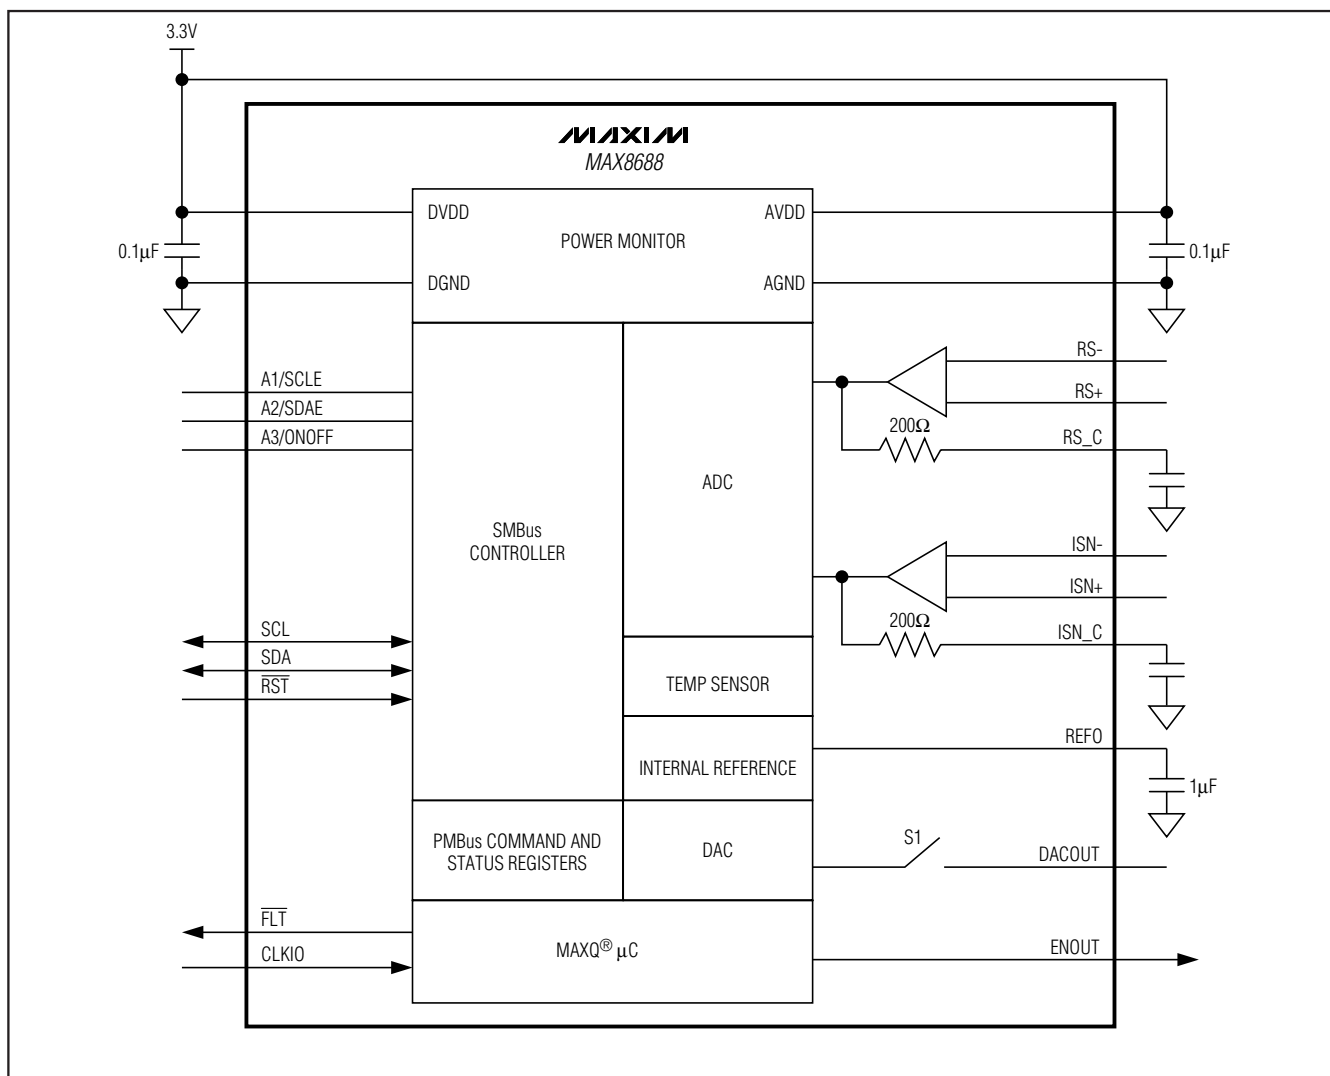 3.3V
MAXIM
MAX8688
DVDD
AVDD
POWER MONITOR
0.1µF
0.1µF
DGND
AGND
RS-
A1/SCLE
RS+
A2/SDAE
200Ω
A3/ONOFF
RS_C
ADC
SMBus
CONTROLLER
ISN-
ISN+
200Ω
SCL
ISN_C
SDA
RST
TEMP SENSOR
REFO
INTERNAL REFERENCE
1µF
PMBus COMMAND AND
STATUS REGISTERS
DAC
S1
DACOUT
FLT
MAXQ® µC
CLKIO
ENOUT